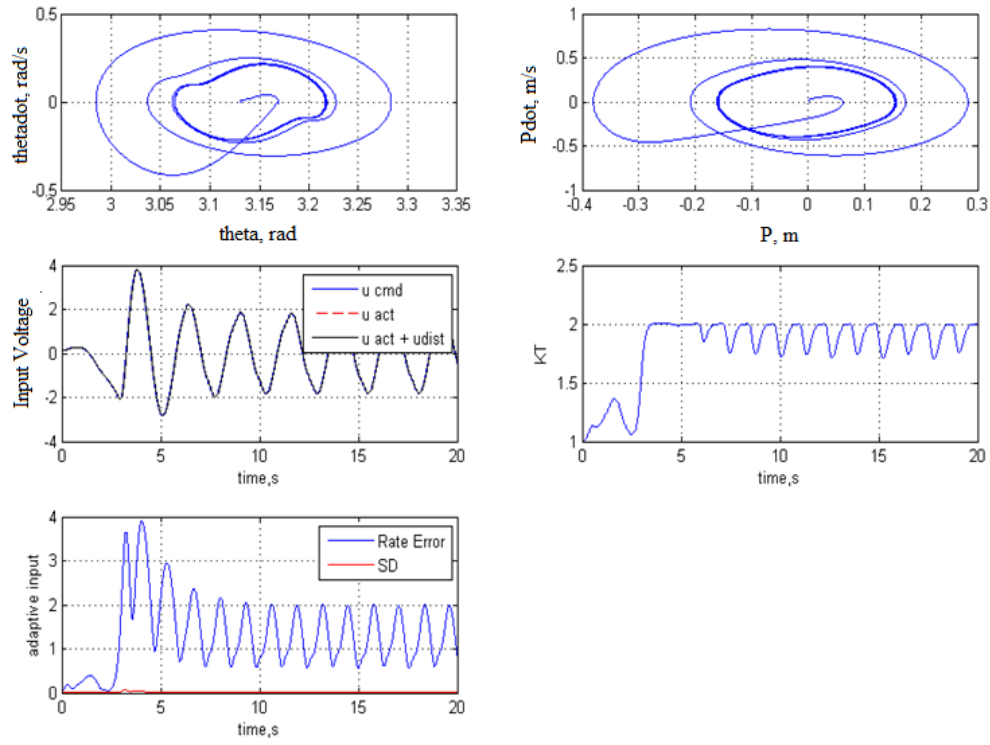 thetadot, rad/s
0.5
0
-0.5
2.95 3 3.05 3.1 3.15 3.2 3.25 3.3 3.35
theta, rad
Pdot, m/s
1
0.5
0
-0.5
-1
-0.4 -0.3 -0.2 -0.1 0 0.1 0.2 0.3
P, m
Input Voltage
4
2
0
-2
-4
u cmd
u act
u act + udist
0 5 10 15 20
time,s
KT
2.5
2
1.5
1
0 5 10 15 20
time,s
adaptive input
4
3
2
1
0
Rate Error
SD
0 5 10 15 20
time,s